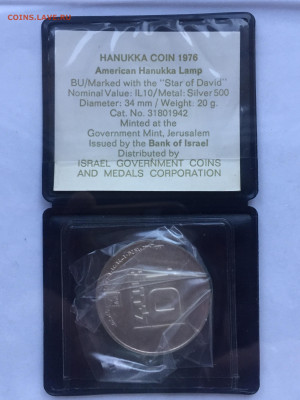 COINS.LAVE.RU
HANUKKA COIN 1976
American Hanukka Lamp
BU/Marked with the "Star of David"
Nominal Value: IL10/Metal: Silver 500
Diameter: 34 mm / Weight: 20 g.
Cat. No. 31801942
Minted at the
Government Mint, Jerusalem
Issued by the Bank of Israel
Distributed by
ISRAEL GOVERNMENT COINS
AND MEDALS CORPORATION